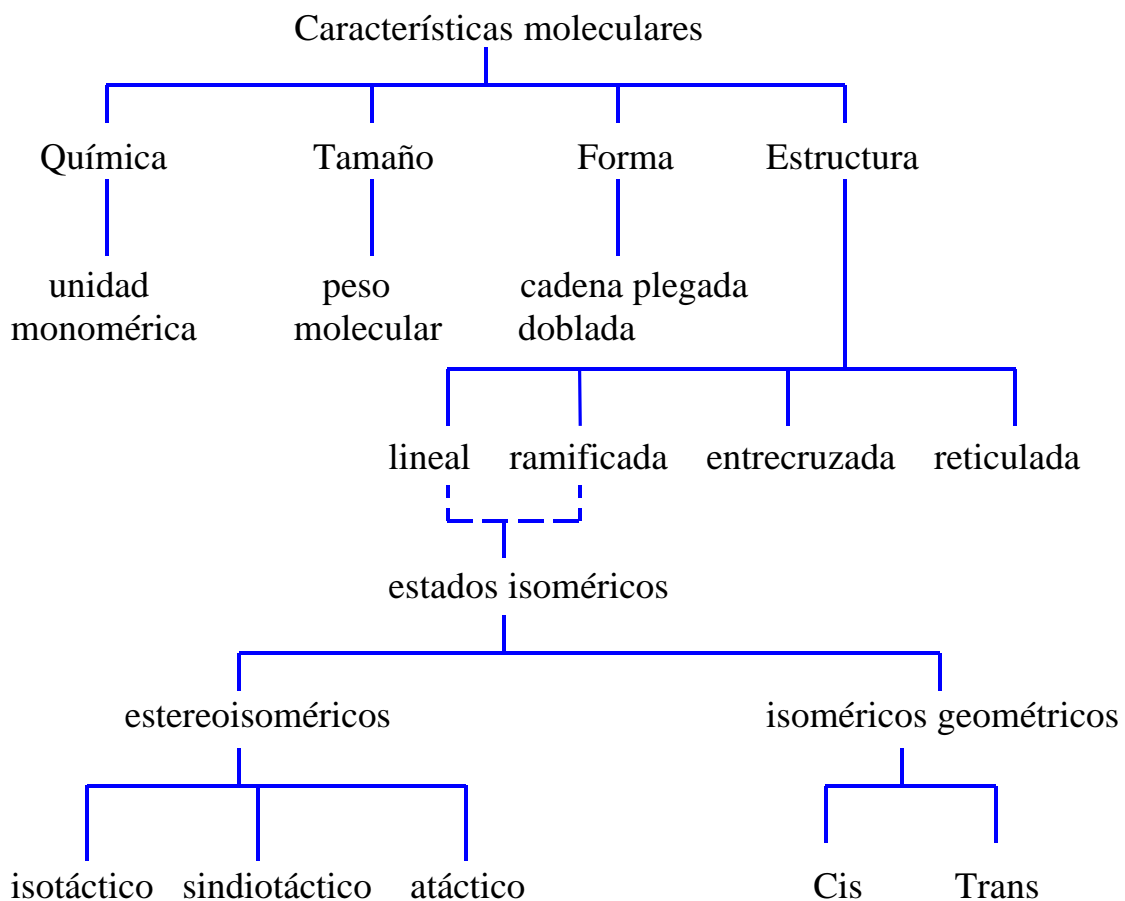 Características moleculares
Química Tamaño Forma Estructura
unidad peso cadena plegada
monomérica molecular doblada
lineal ramificada entrecruzada reticulada
estados isoméricos
estereoisoméricos isoméricos geométricos
isotáctico sindiotáctico atáctico Cis Trans